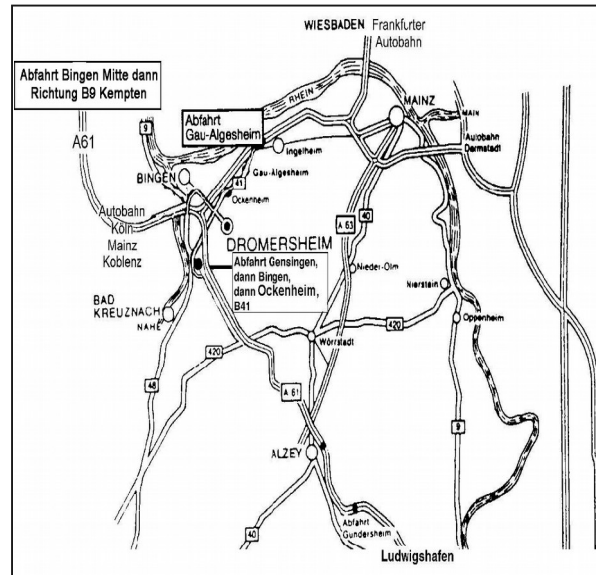 WIESBADEN Frankfurter
Autobahn
Abfahrt Bingen Mitte dann
Richtung B9 Kempten
RHEIN
MAINZ
MAIN
A61
9
Abfahrt
Gau-Algesheim
Ingelheim
Autobahn
Darmstadt
BINGEN
Gau-Algesheim
41
Ockenheim
Autobahn
Köln
Mainz
Koblenz
DROMERSHEIM
A 63
40
Abfahrt Gensingen,
dann Bingen,
dann Ockenheim,
B41
Nieder-Olm
Nierstein
BAD
KREUZNACH
NAHE
Oppenheim
420
Wörrstadt
420
48
A 61
9
ALZEY
40
Abfahrt
Gundersheim
Ludwigshafen